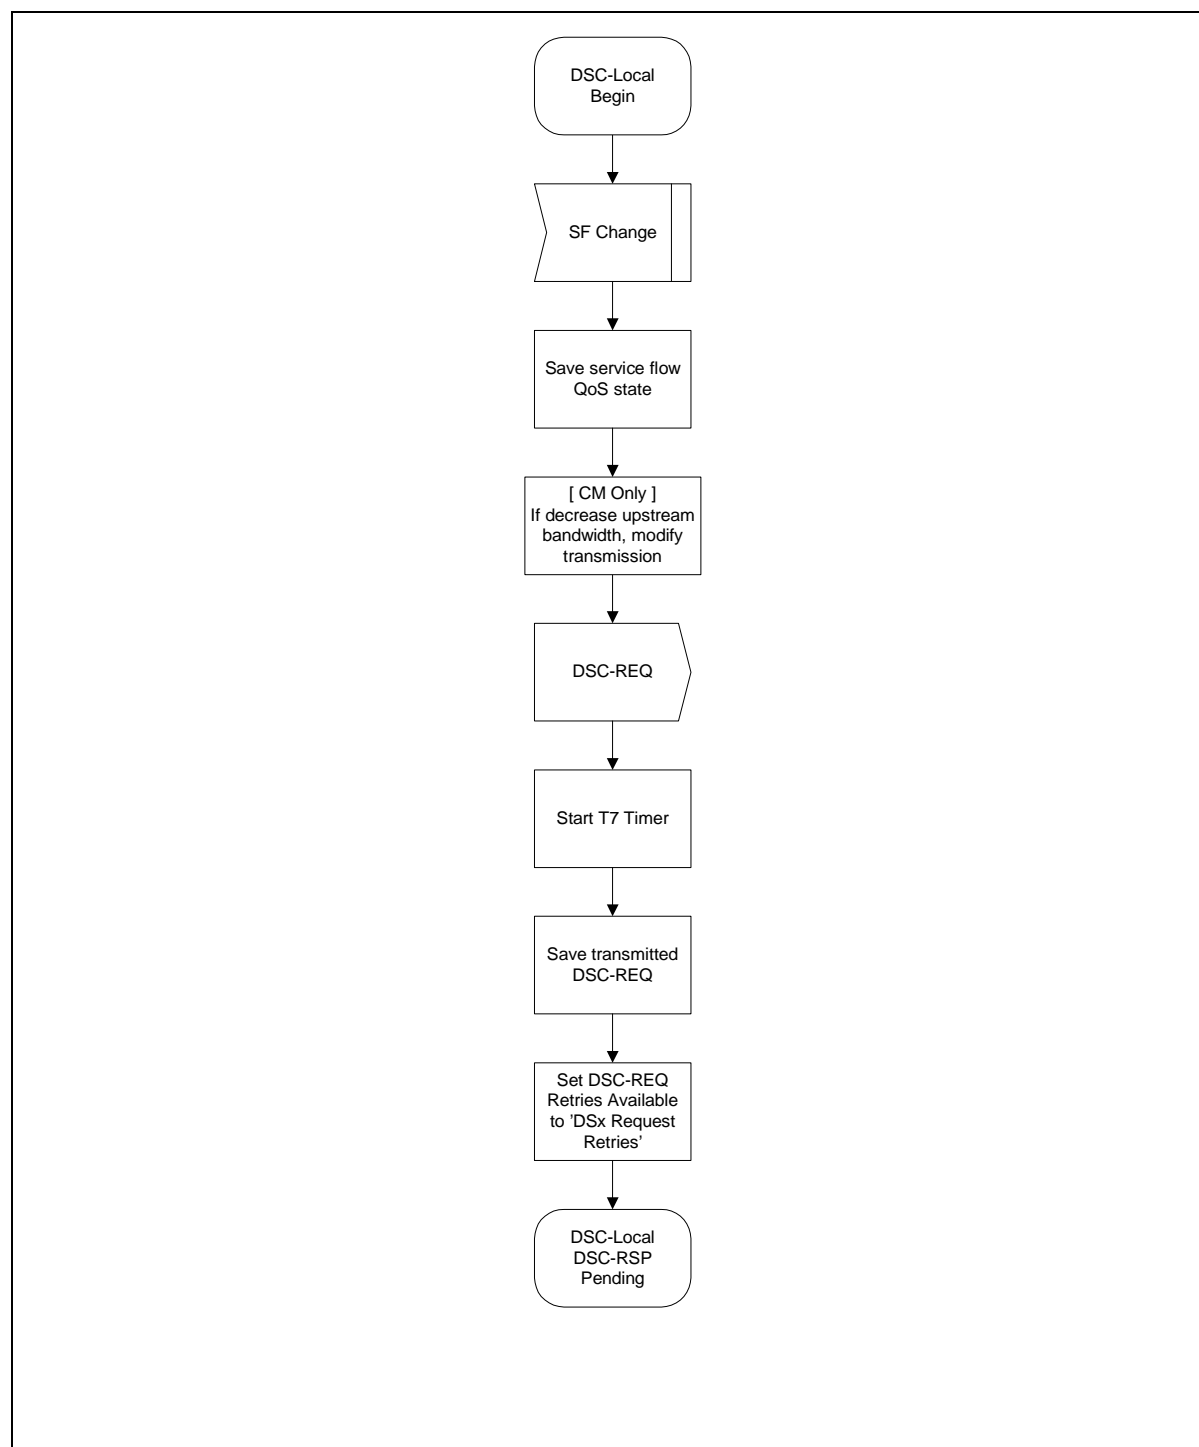 DSC-Local
Begin
SF Change
Save service flow
QoS state
[ CM Only ]
If decrease upstream
bandwidth, modify
transmission
DSC-REQ
Start T7 Timer
Save transmitted
DSC-REQ
Set DSC-REQ
Retries Available
to ’DSx Request
Retries’
DSC-Local
DSC-RSP
Pending